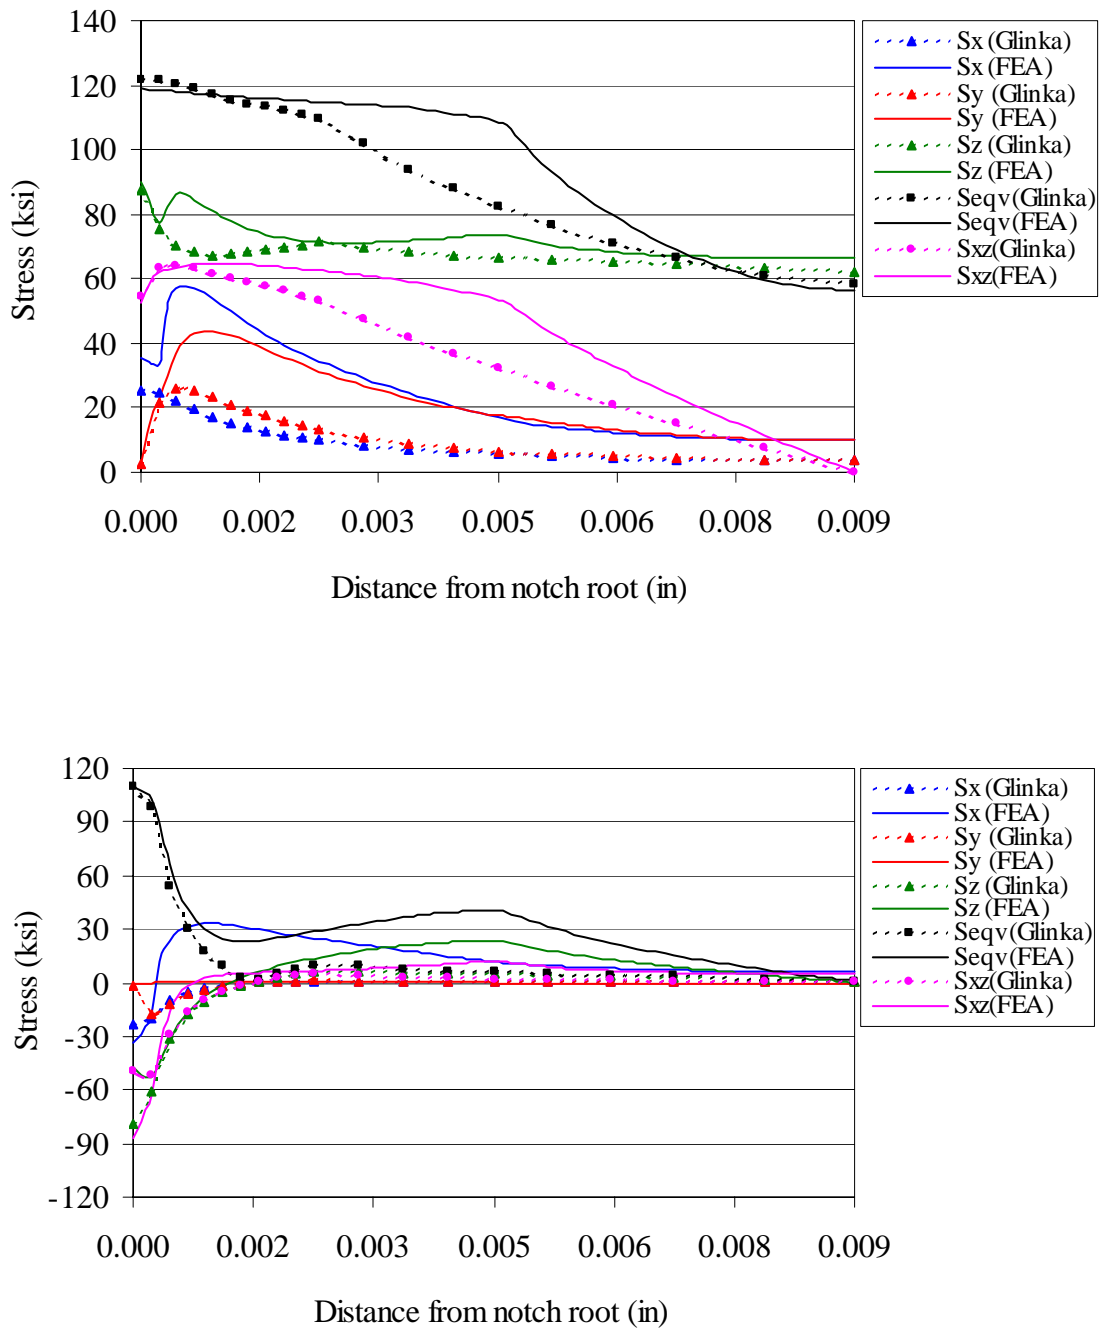 140
120
100
80
60
40
20
0
Stress (ksi)
0.000 0.002 0.003 0.005 0.006 0.008 0.009
Distance from notch root (in)
Sx (Glinka)
Sx (FEA)
Sy (Glinka)
Sy (FEA)
Sz (Glinka)
Sz (FEA)
Seqv(Glinka)
Seqv(FEA)
Sxz(Glinka)
Sxz(FEA)
120
90
60
30
0
-30
-60
-90
-120
Stress (ksi)
0.000 0.002 0.003 0.005 0.006 0.008 0.009
Distance from notch root (in)
Sx (Glinka)
Sx (FEA)
Sy (Glinka)
Sy (FEA)
Sz (Glinka)
Sz (FEA)
Seqv(Glinka)
Seqv(FEA)
Sxz(Glinka)
Sxz(FEA)